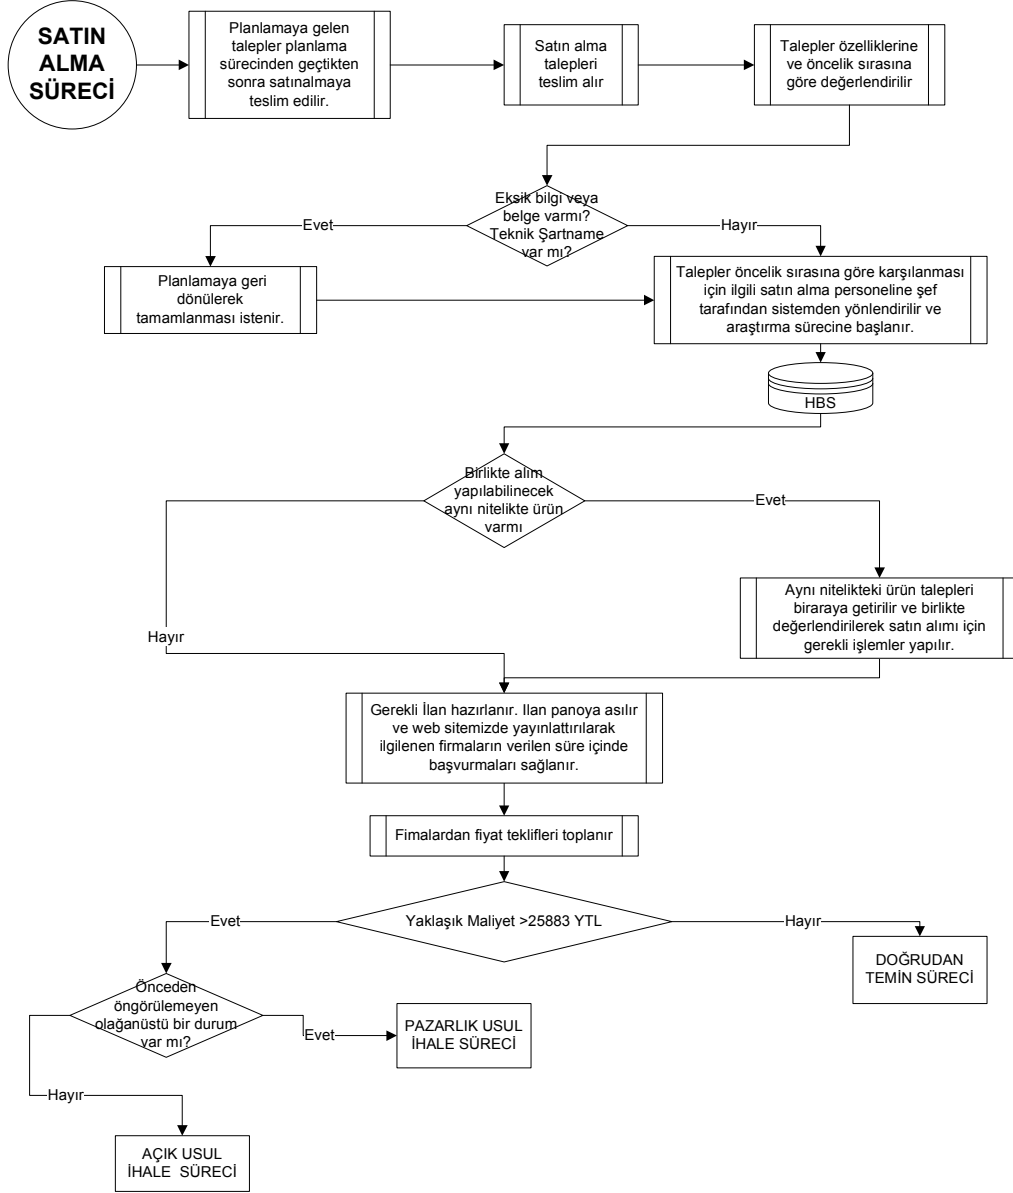 SATIN
ALMA
SÜRECİ
Planlamaya gelen
talepler planlama
sürecinden geçtikten
sonra satınalmaya
teslim edilir.
Satın alma
talepleri
teslim alır
Talepler özelliklerine
ve öncelik sırasına
göre değerlendirilir
Eksik bilgi veya
belge varmı?
Teknik Şartname
var mı?
Evet
Hayır
Planlamaya geri
dönülerek
tamamlanması istenir.
Talepler öncelik sırasına göre karşılanması
için ilgili satın alma personeline şef
tarafından sistemden yönlendirilir ve
araştırma sürecine başlanır.
HBS
Birlikte alım
yapılabilinecek
aynı nitelikte ürün
varmı
Evet
Aynı nitelikteki ürün talepleri
biraraya getirilir ve birlikte
değerlendirilerek satın alımı için
gerekli işlemler yapılır.
Hayır
Gerekli İlan hazırlanır. Ilan panoya asılır
ve web sitemizde yayınlattırılarak
ilgilenen firmaların verilen süre içinde
başvurmaları sağlanır.
Fimalardan fiyat teklifleri toplanır
Yaklaşık Maliyet >25883 YTL
Evet
Hayır
DOĞRUDAN
TEMİN SÜRECİ
Önceden
öngörülemeyen
olağanüstü bir durum
var mı?
Evet
PAZARLIK USUL
İHALE SÜRECİ
Hayır
AÇIK USUL
İHALE  SÜRECİ